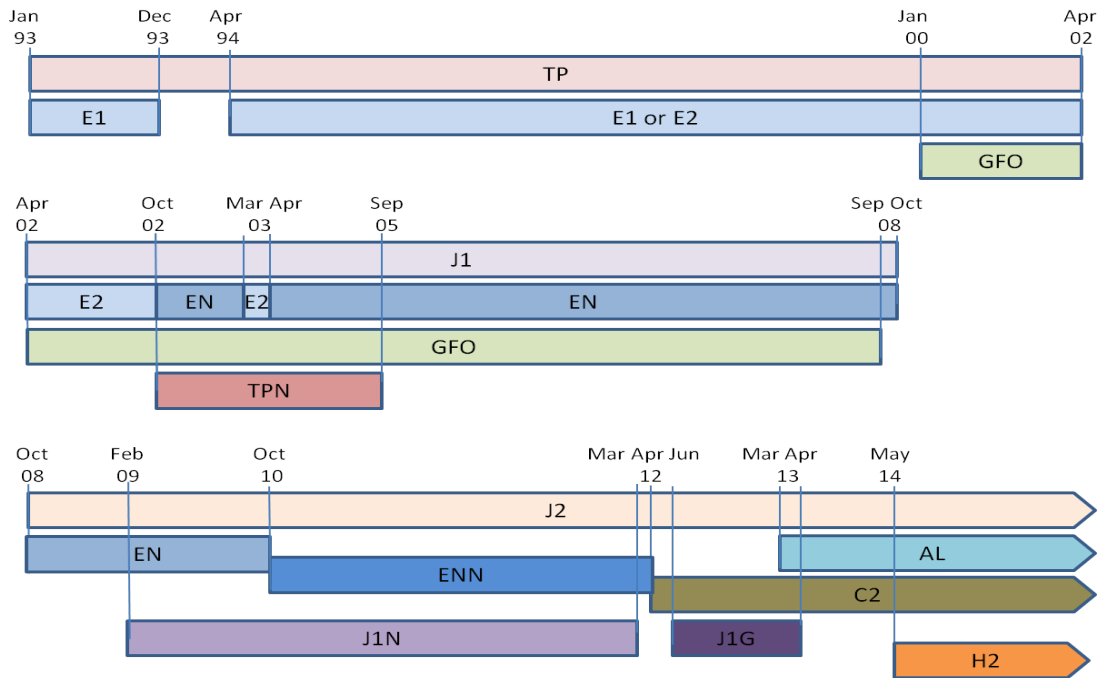 Jan Dec Apr Jan Apr
93 93 94 00 02
TP
E1 E1 or E2
GFO
Apr Oct Mar Apr Sep Sep Oct
02 02 03 05 08
J1
E2 EN E2 EN
GFO
TPN
Oct Feb Oct Mar Apr Jun Mar Apr May
08 09 10 12 13 14
J2
EN AL
ENN
C2
J1N J1G
H2